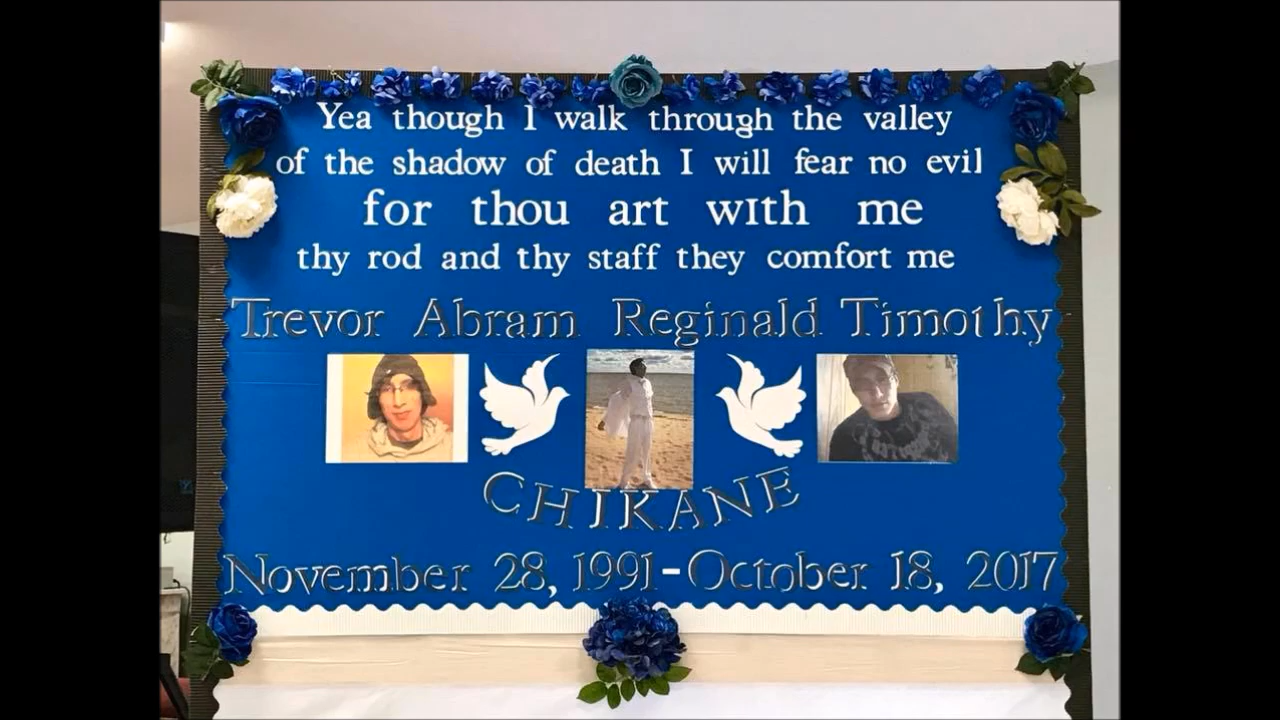 Yea though I walk through the valley
of the shadow of death I will fear no evil
for thou art with me
thy rod and thy staff they comfort me
Trevor Abram Reginald Timothy
CHIKANE
November 28, 1991-October 18, 2017